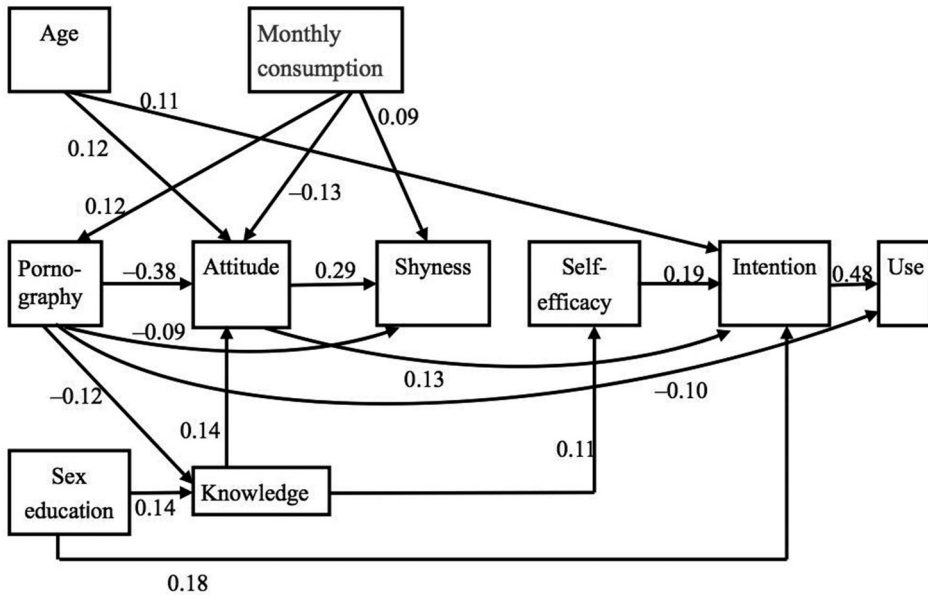 Age
Monthly
consumption
0.11
0.09
0.12
0.12
–0.13
Porno-
graphy
–0.38
Attitude
0.29
Shyness
Self-
efficacy
0.19
Intention
0.48
Use
–0.09
0.13
–0.10
–0.12
0.14
0.11
Sex
education
0.14
Knowledge
0.18